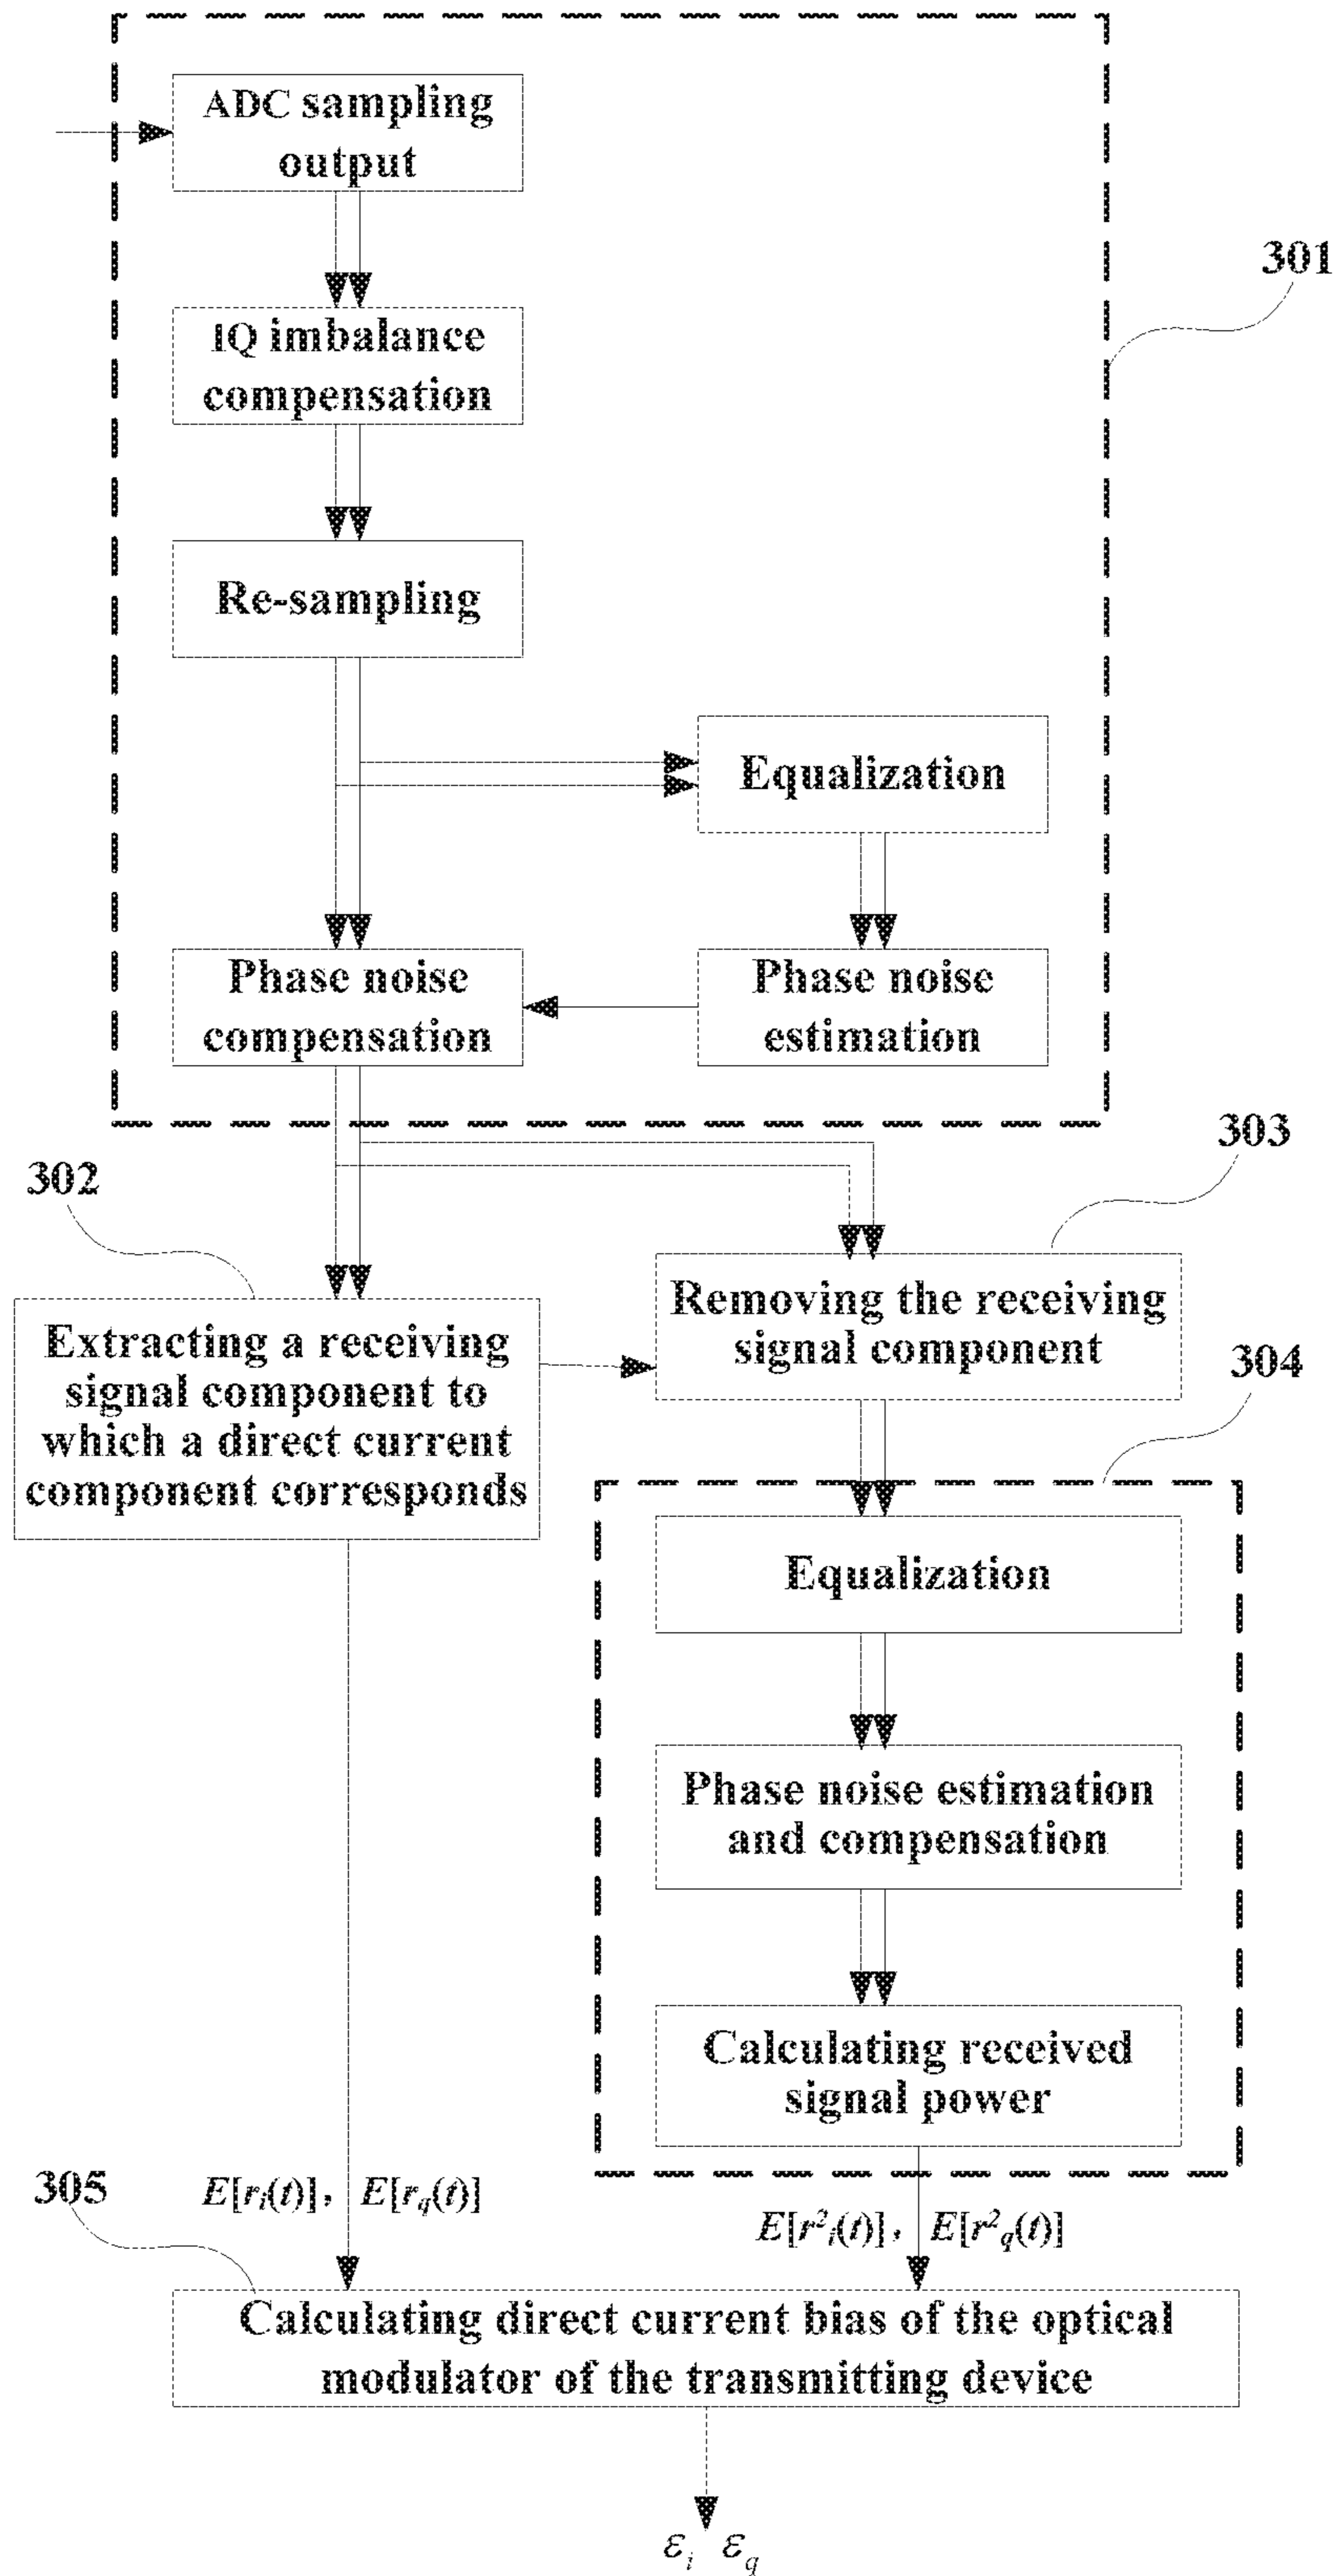 ADC sampling
output
301
IQ imbalance
compensation
Re-sampling
Equalization
Phase noise
compensation
Phase noise
estimation
303
302
Removing the receiving
signal component
304
Extracting a receiving
signal component to
which a direct current
component corresponds
Equalization
Phase noise estimation
and compensation
Calculating received
signal power
305
E[r_i(t)], E[r_q(t)]
E[r²_i(t)], E[r²_q(t)]
Calculating direct current bias of the optical
modulator of the transmitting device
ε_i ε_q